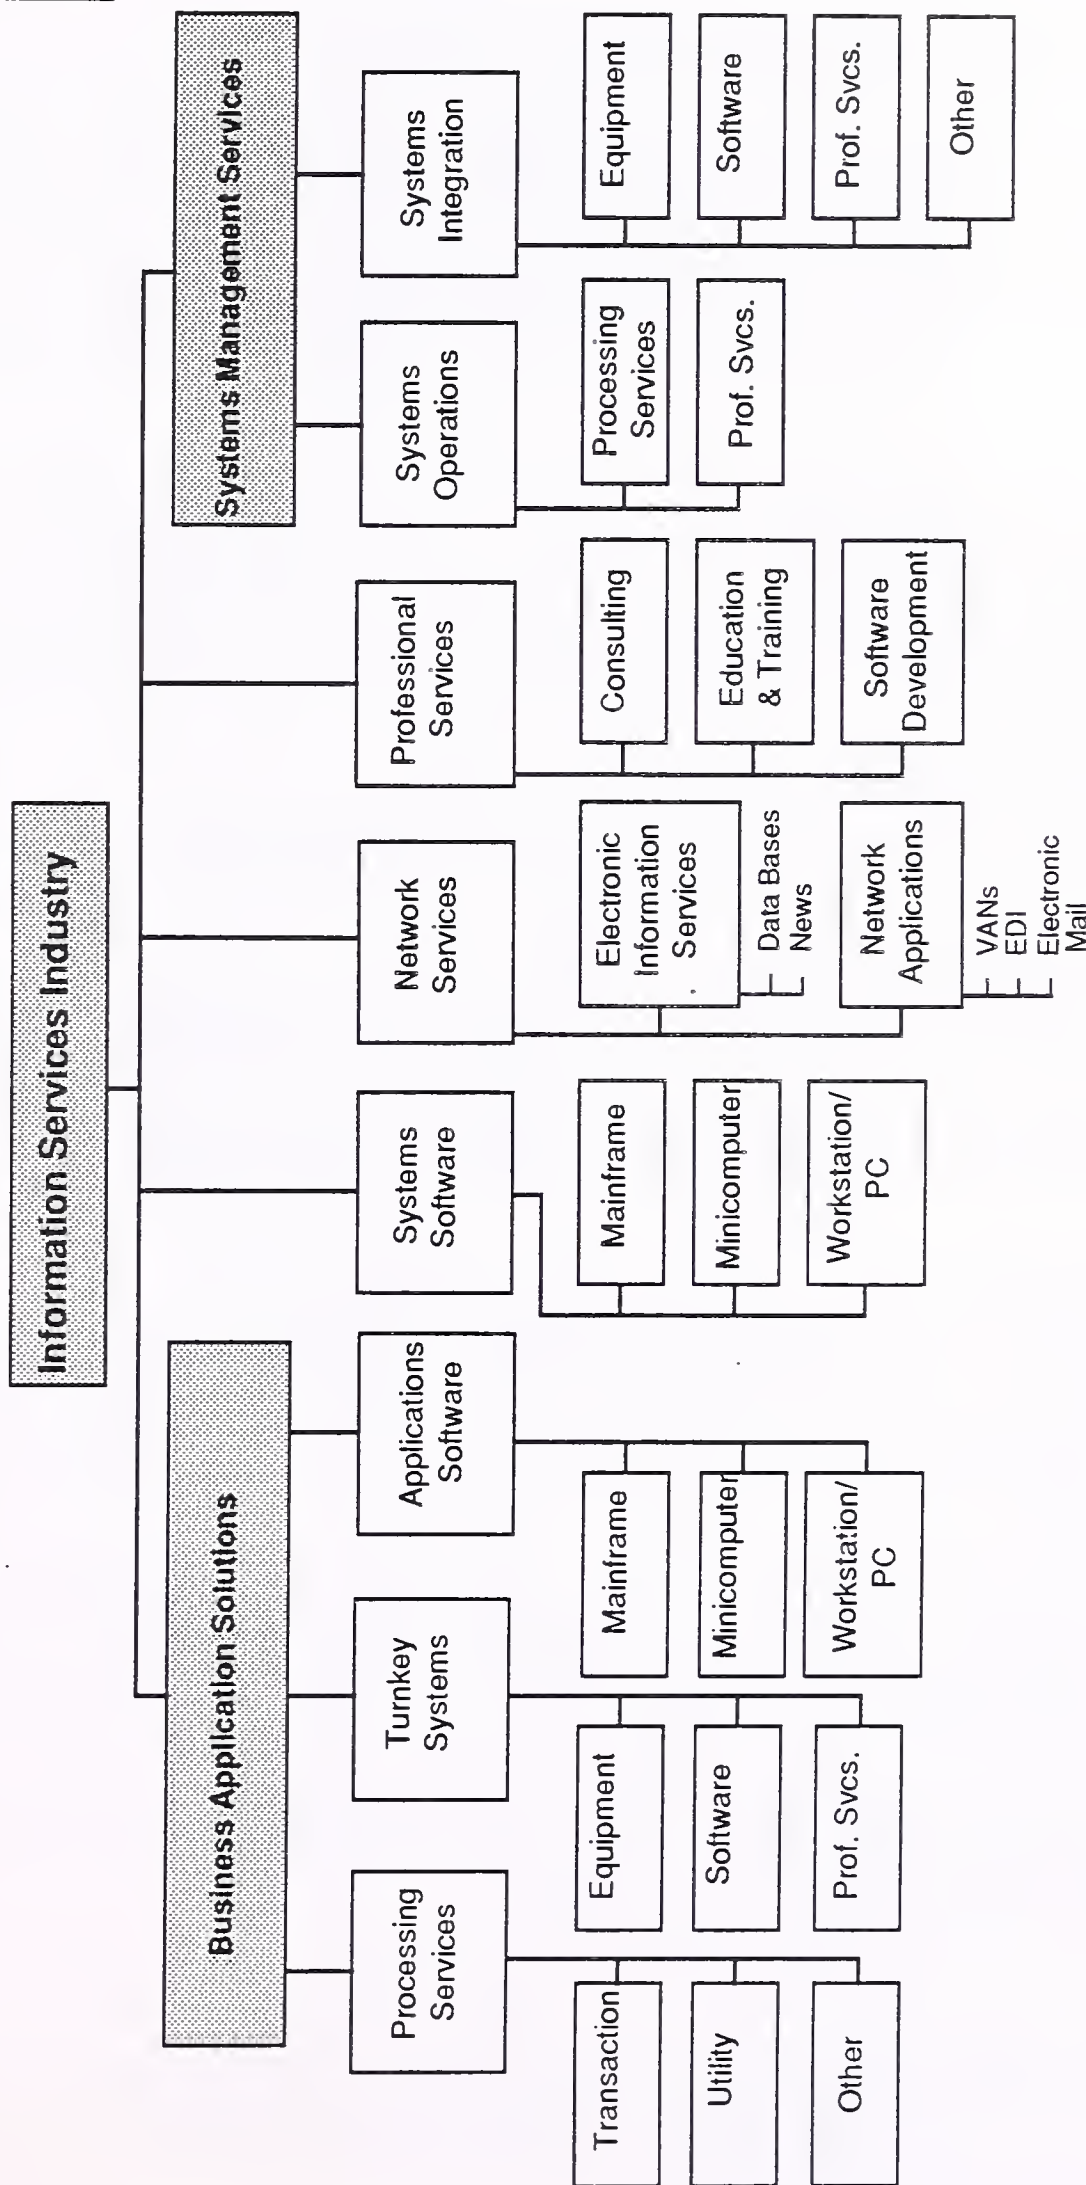 Information Services Industry
Business Application Solutions
Systems Management Services
Processing
Services
Turnkey
Systems
Applications
Software
Systems
Software
Network
Services
Professional
Services
Systems
Operations
Systems
Integration
Transaction
Utility
Other
Equipment
Software
Prof. Svcs.
Mainframe
Minicomputer
Workstation/
PC
Mainframe
Minicomputer
Workstation/
PC
Electronic
Information
Services
Data Bases
News
Network
Applications
VANs
EDI
Electronic
Mail
Consulting
Education
& Training
Software
Development
Processing
Services
Prof. Svcs.
Equipment
Software
Prof. Svcs.
Other